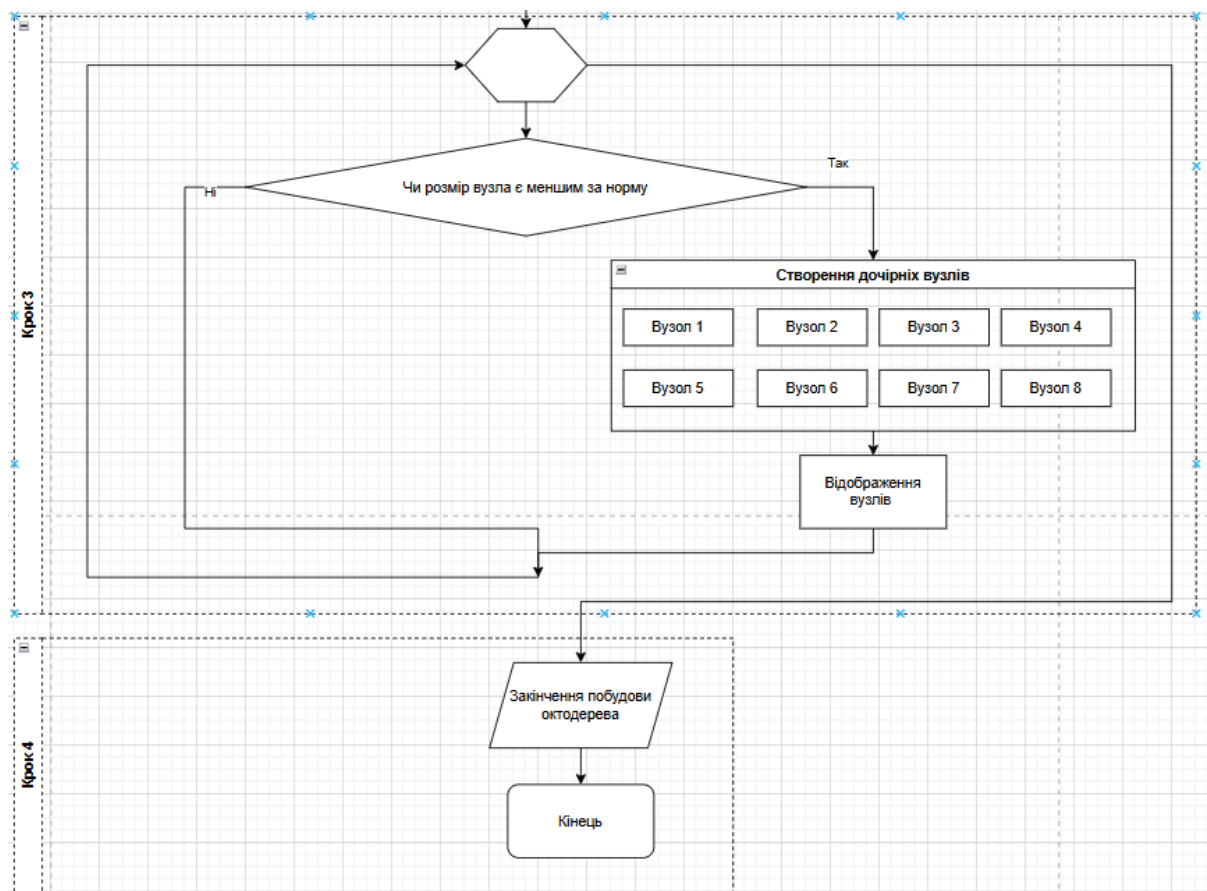 Чи розмір вузла є меншим за норму
Так
Ні
Крок 3
Створення дочірніх вузлів
Вузол 1
Вузол 2
Вузол 3
Вузол 4
Вузол 5
Вузол 6
Вузол 7
Вузол 8
Відображення
вузлів
Крок 4
Закінчення побудови
октодерева
Кінець